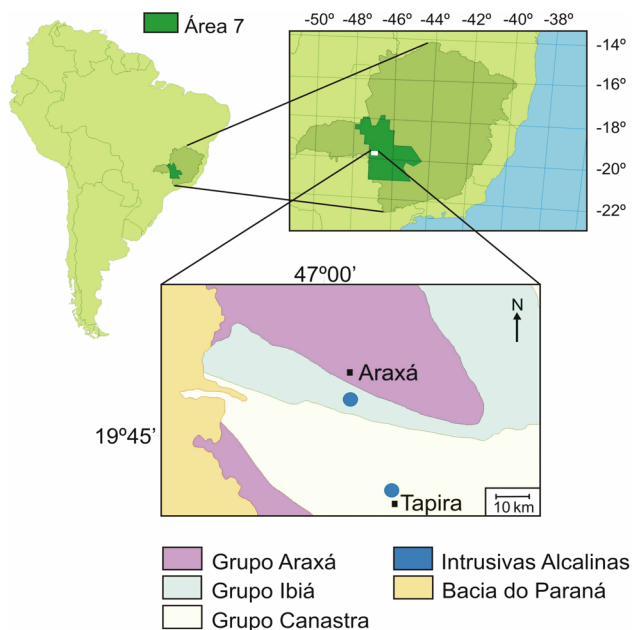 Área 7
-50º -48º -46º -44º -42º -40º -38º
-14º
-16º
-18º
-20º
-22º
47º00’
N
Araxá
19º45’
Tapira
10 km
Grupo Araxá
Intrusivas Alcalinas
Grupo Ibiá
Bacia do Paraná
Grupo Canastra